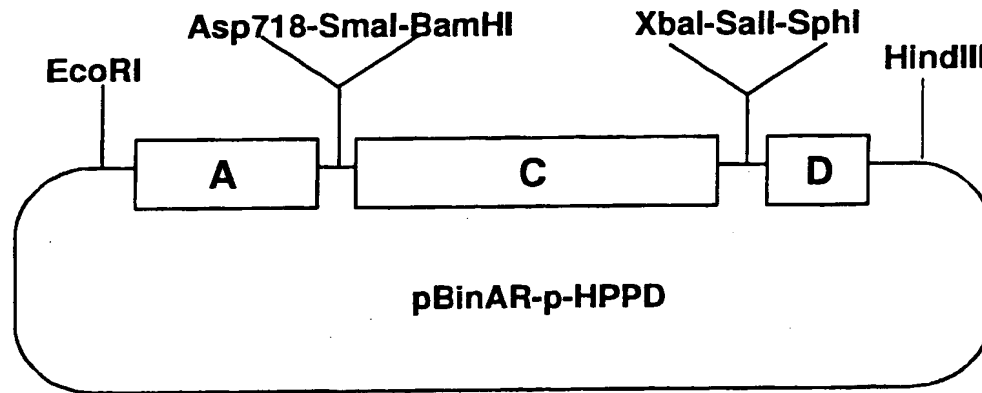 Asp718-SmaI-BamHI
XbaI-SalI-SphI
EcoRI
HindIII
A
C
D
pBinAR-p-HPPD